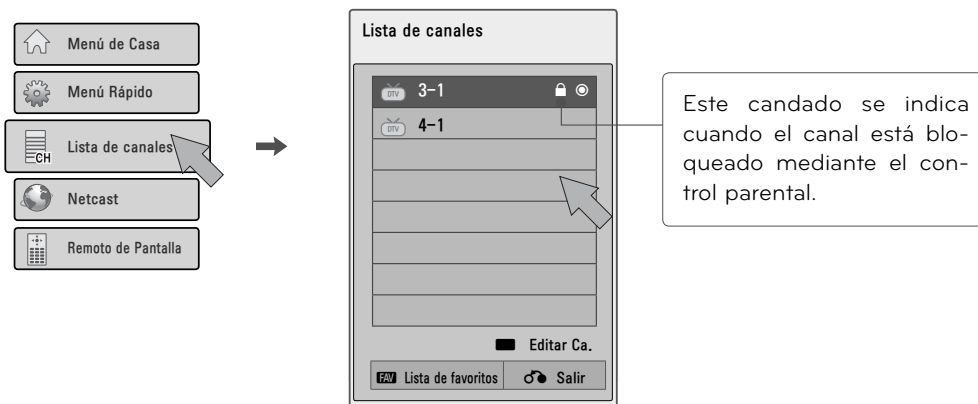 Menú de Casa
Menú Rápido
CH
Lista de canales
Netcast
Remoto de Pantalla
Lista de canales
DTV 3-1
DTV 4-1
Editar Ca.
FAV Lista de favoritos
Salir
Este candado se indica
cuando el canal está blo-
queado mediante el con-
trol parental.